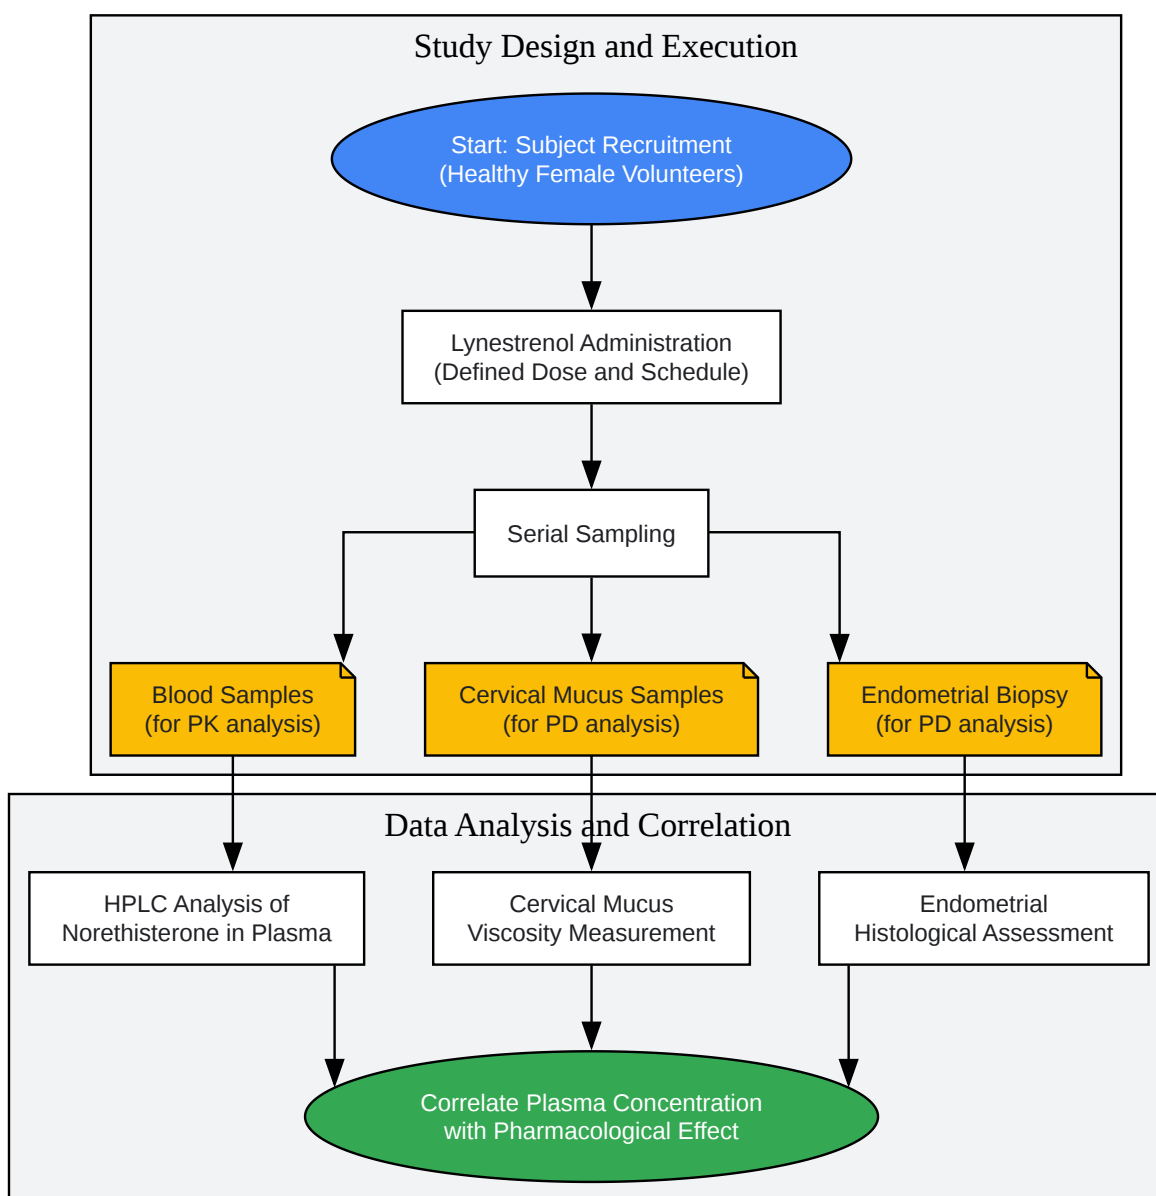 Study Design and Execution
Start: Subject Recruitment
(Healthy Female Volunteers)
Lynestrenol Administration
(Defined Dose and Schedule)
Serial Sampling
Blood Samples
(for PK analysis)
Cervical Mucus Samples
(for PD analysis)
Endometrial Biopsy
(for PD analysis)
Data Analysis and Correlation
HPLC Analysis of
Norethisterone in Plasma
Cervical Mucus
Viscosity Measurement
Endometrial
Histological Assessment
Correlate Plasma Concentration
with Pharmacological Effect